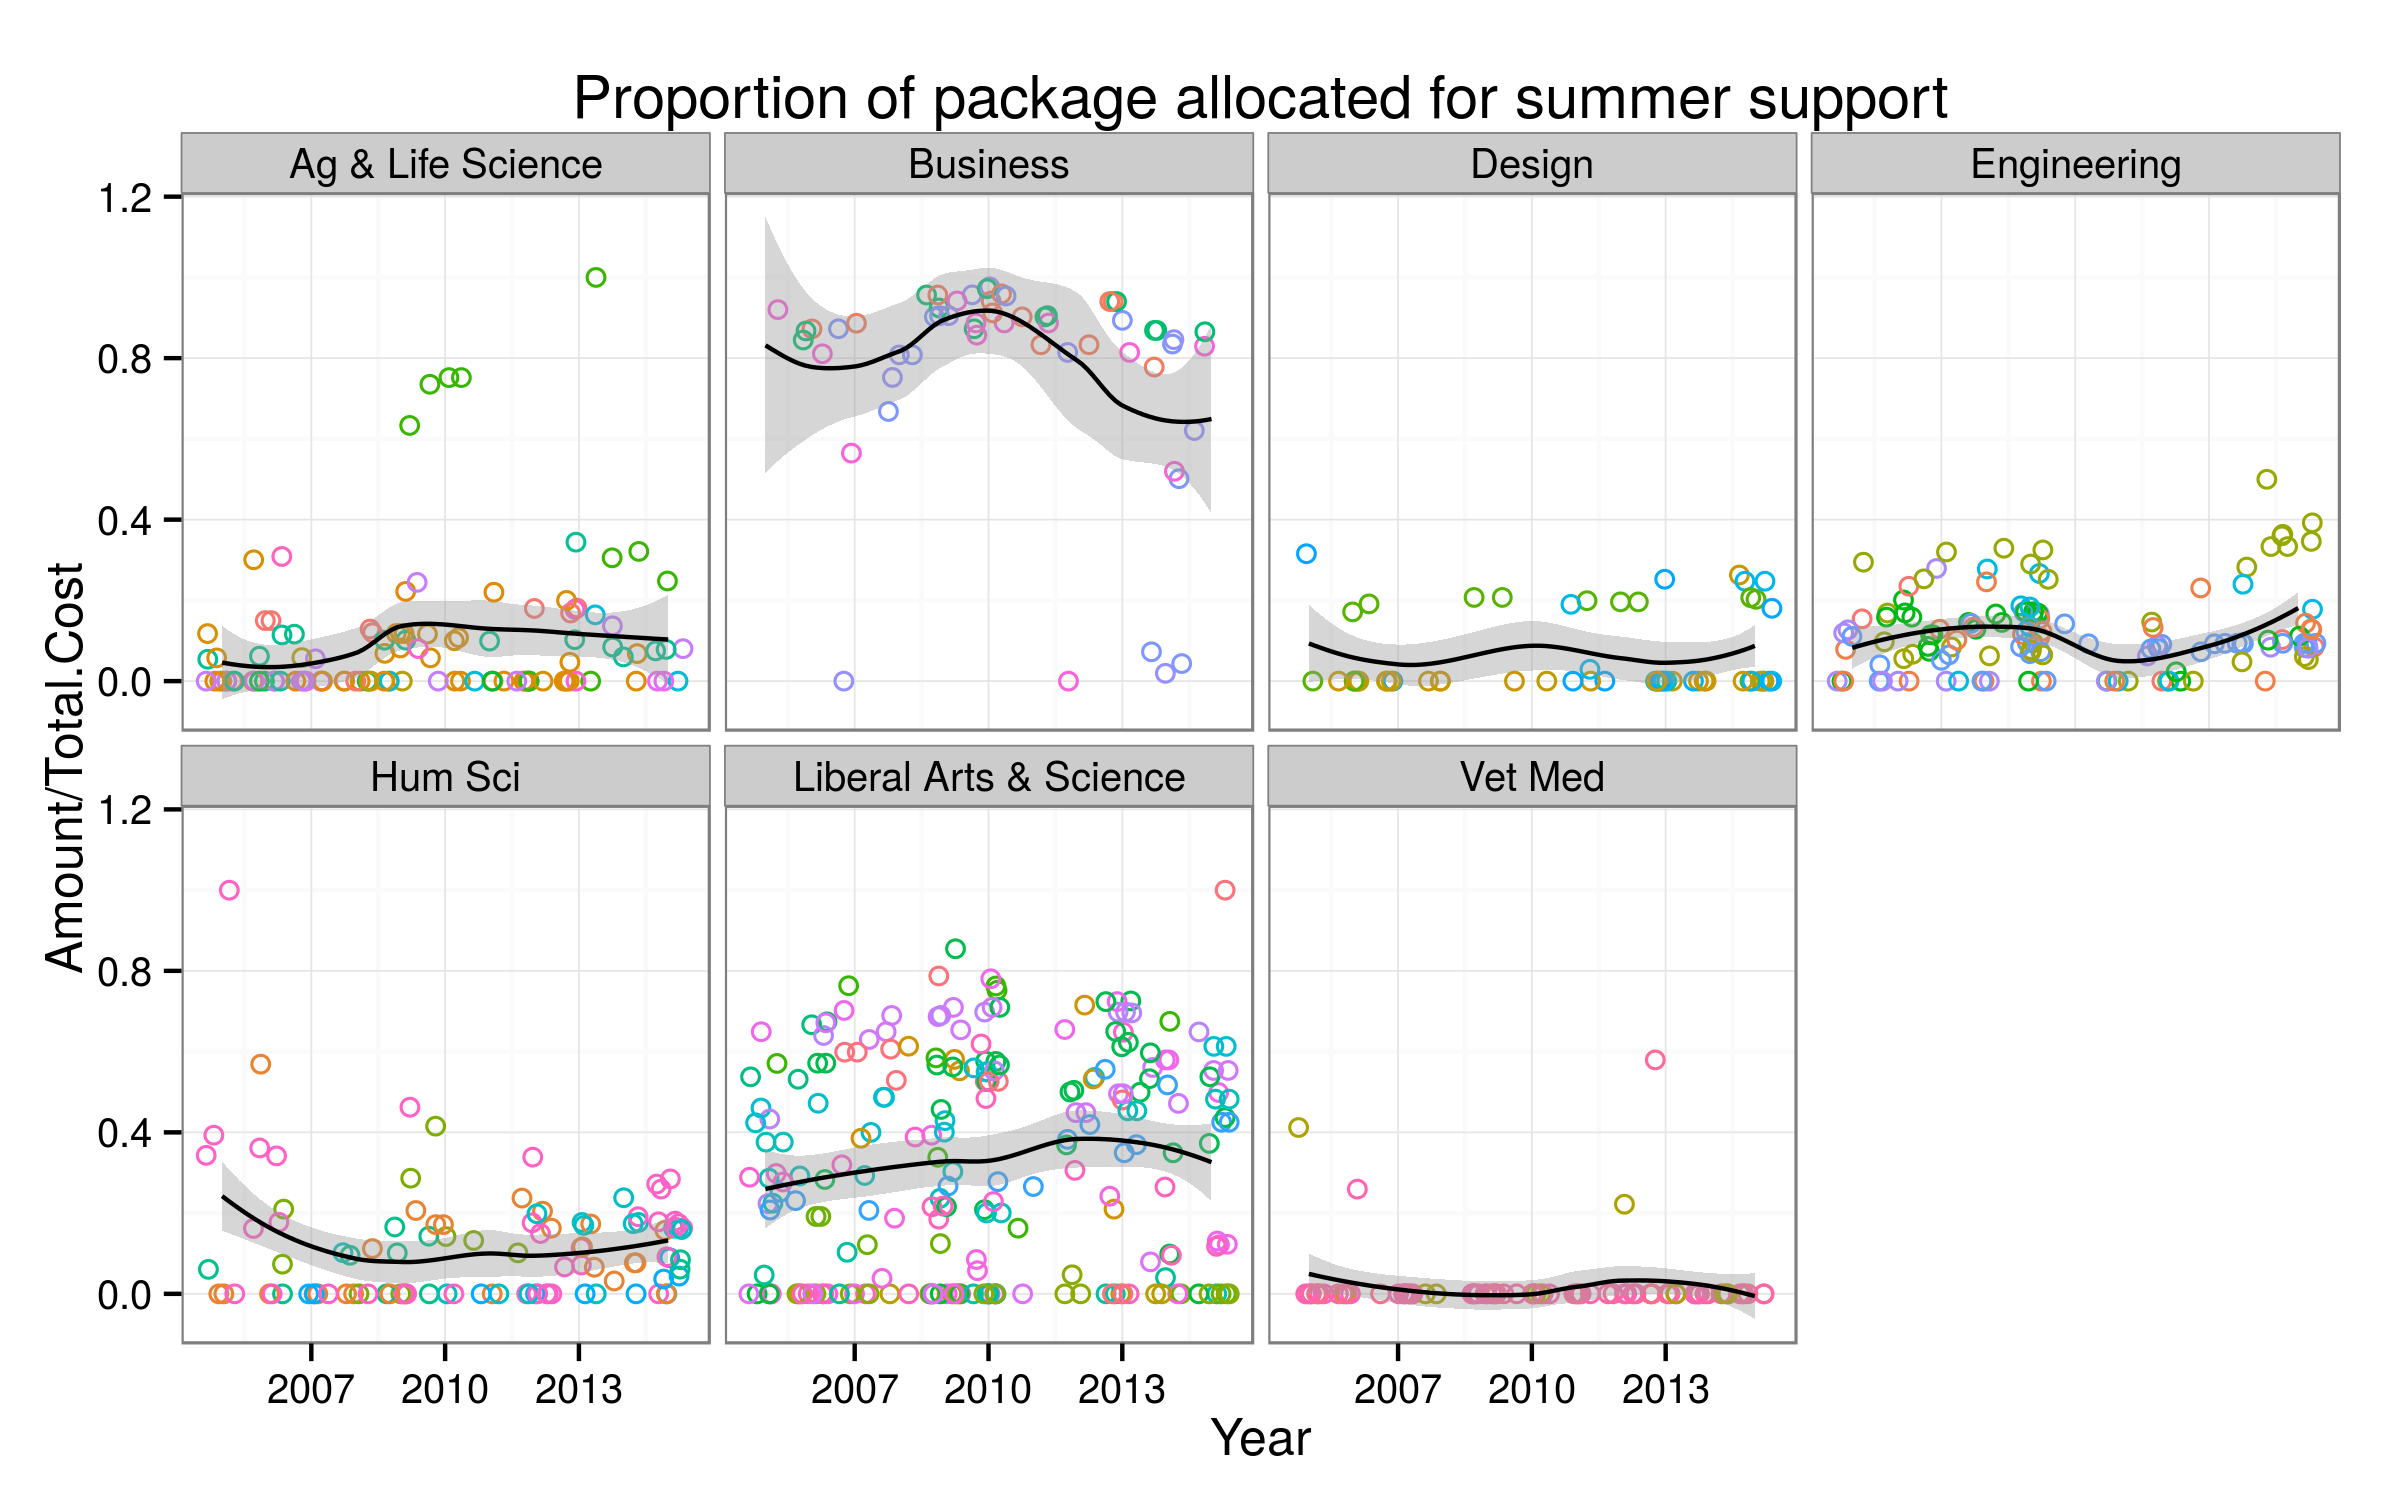 Proportion of package allocated for summer support
Ag & Life Science
Business
Design
Engineering
1.2
0.8
0.4
0.0
Hum Sci
Liberal Arts & Science
Vet Med
1.2
0.8
0.4
0.0
Amount/Total.Cost
2007 2010 2013
2007 2010 2013
2007 2010 2013
Year